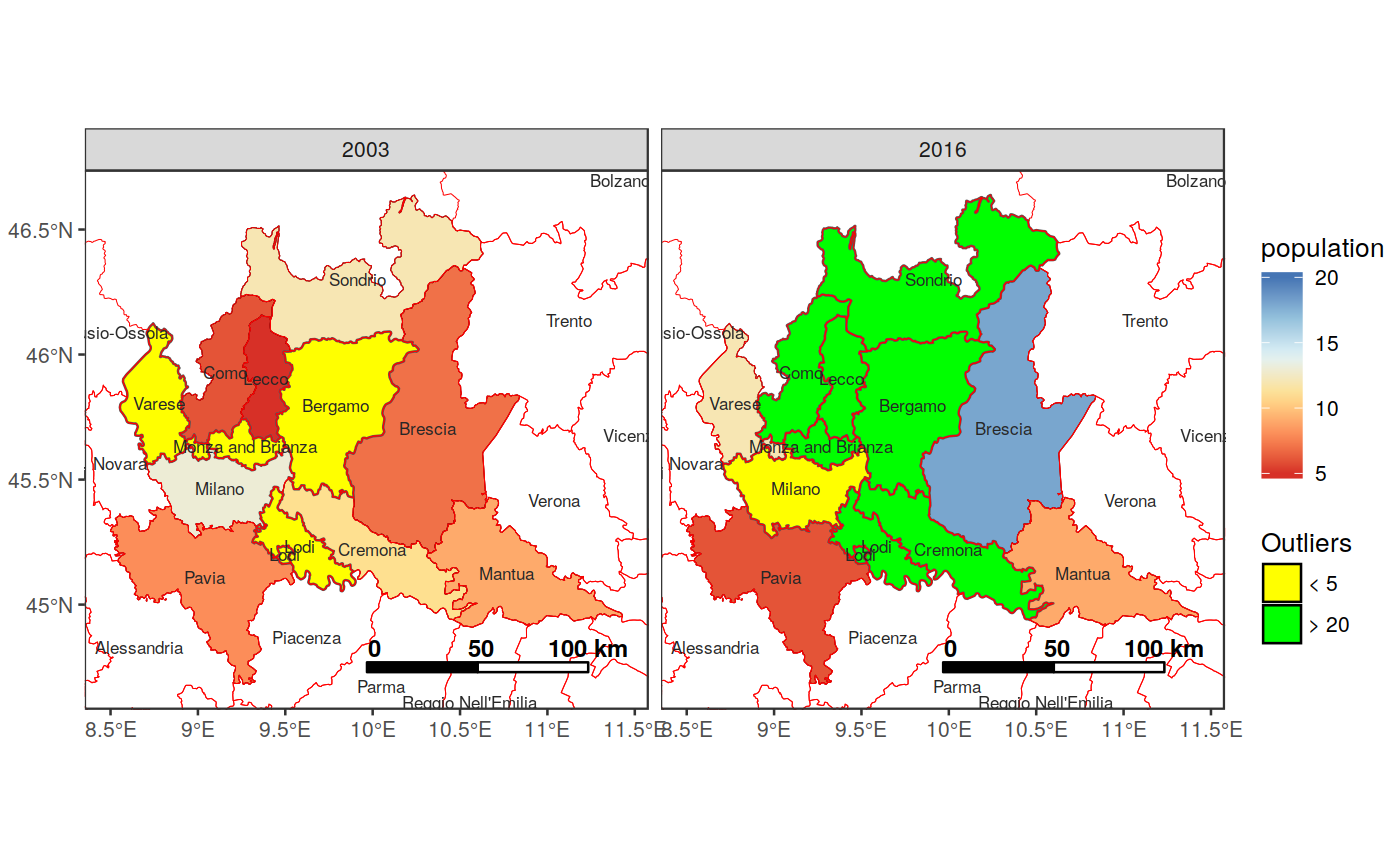 2003
2016
Bolzano
Bolzano
46.5°N
46°N
45.5°N
45°N
Sondrio
Trento
sio-Ossola
Como
Lecco
Varese
Bergamo
Brescia
Monza and Brianza
Vicenz
Novara
Milano
Verona
Lodi
Lodi
Cremona
Pavia
Mantua
Piacenza
Alessandria
0 50 100 km
Parma
Reggio Nell'Emilia
Sondrio
Trento
sio-Ossola
Como
Lecco
Varese
Bergamo
Brescia
Monza and Brianza
Vicenz
Novara
Milano
Verona
Lodi
Lodi
Cremona
Pavia
Mantua
Piacenza
Alessandria
0 50 100 km
Parma
Reggio Nell'Emilia
8.5°E 9°E 9.5°E 10°E 10.5°E 11°E 11.5°E
8.5°E 9°E 9.5°E 10°E 10.5°E 11°E 11.5°E
population
20
15
10
5
Outliers
< 5
> 20